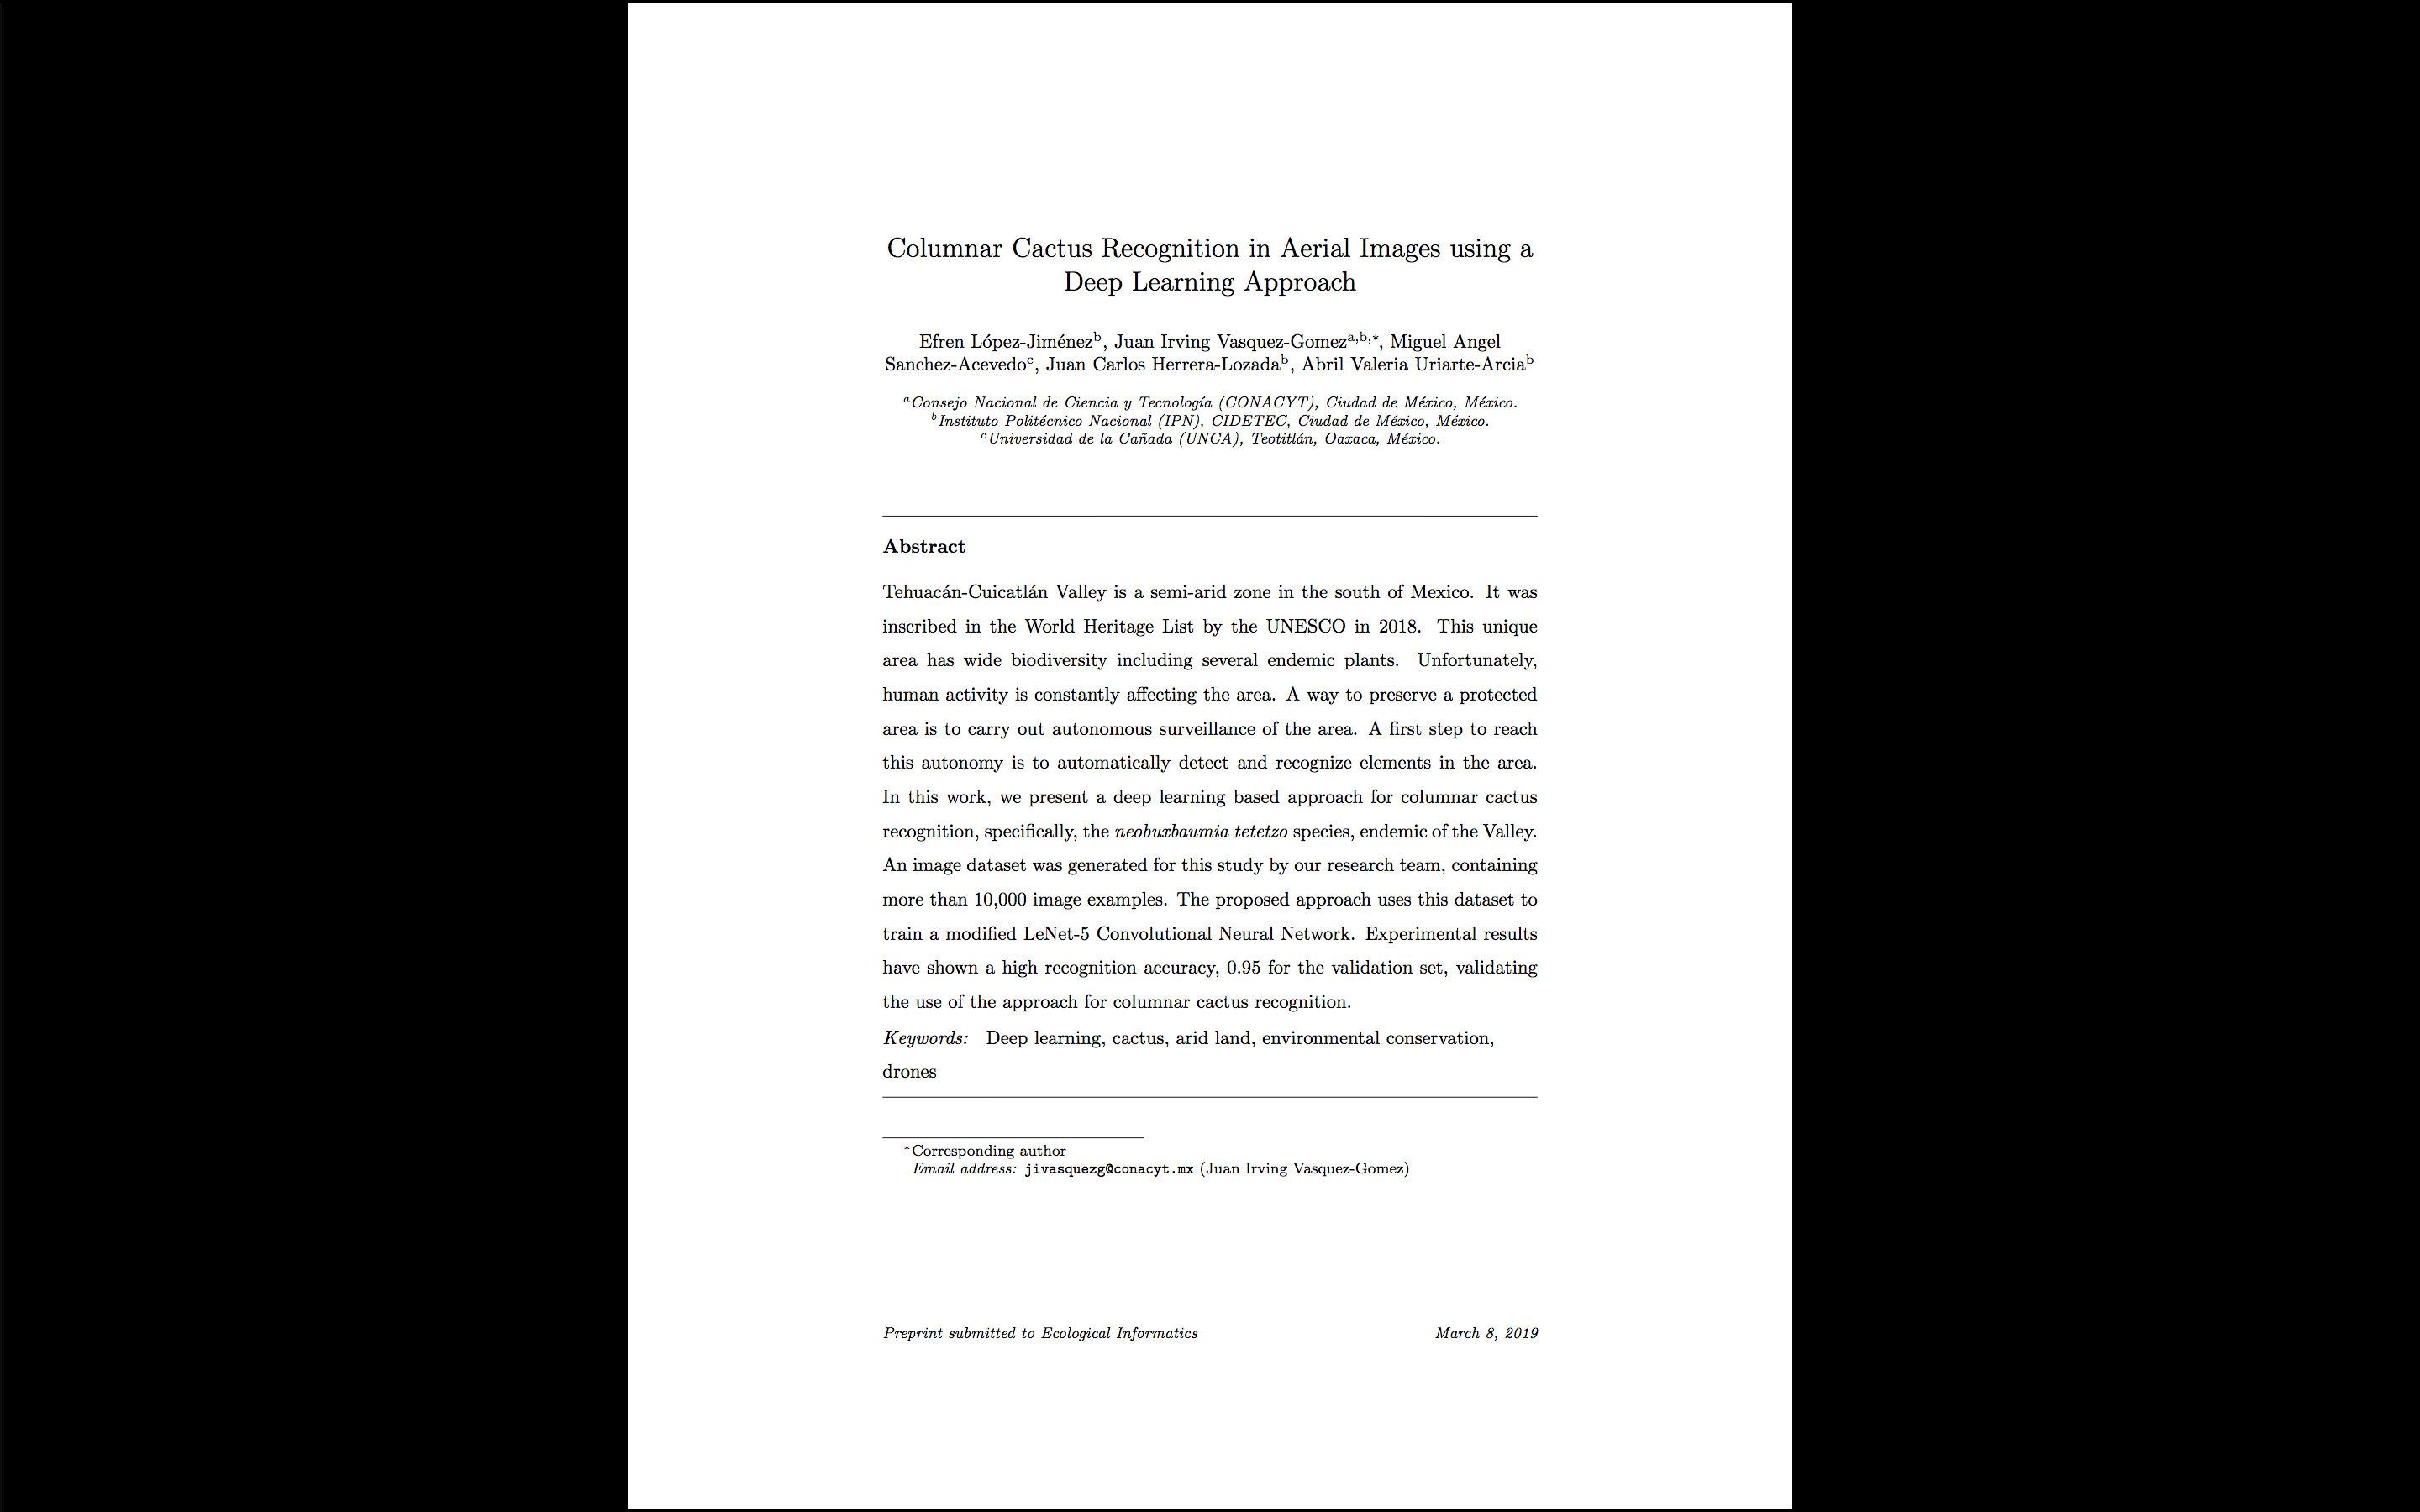 Columnar Cactus Recognition in Aerial Images using a
Deep Learning Approach
Efren López-Jiménezᵇ, Juan Irving Vasquez-Gomezᵃ,ᵇ,*, Miguel Angel
Sanchez-Acevedoᶜ, Juan Carlos Herrera-Lozadaᵇ, Abril Valeria Uriarte-Arciaᵇ
ᵃConsejo Nacional de Ciencia y Tecnología (CONACYT), Ciudad de México, México.
ᵇInstituto Politécnico Nacional (IPN), CIDETEC, Ciudad de México, México.
ᶜUniversidad de la Cañada (UNCA), Teotitlán, Oaxaca, México.
Abstract
Tehuacán-Cuicatlán Valley is a semi-arid zone in the south of Mexico. It was
inscribed in the World Heritage List by the UNESCO in 2018. This unique
area has wide biodiversity including several endemic plants. Unfortunately,
human activity is constantly affecting the area. A way to preserve a protected
area is to carry out autonomous surveillance of the area. A first step to reach
this autonomy is to automatically detect and recognize elements in the area.
In this work, we present a deep learning based approach for columnar cactus
recognition, specifically, the neobuxbaumia tetetzo species, endemic of the Valley.
An image dataset was generated for this study by our research team, containing
more than 10,000 image examples. The proposed approach uses this dataset to
train a modified LeNet-5 Convolutional Neural Network. Experimental results
have shown a high recognition accuracy, 0.95 for the validation set, validating
the use of the approach for columnar cactus recognition.
Keywords: Deep learning, cactus, arid land, environmental conservation,
drones
*Corresponding author
Email address: jivasquezg@conacyt.mx (Juan Irving Vasquez-Gomez)
Preprint submitted to Ecological Informatics March 8, 2019